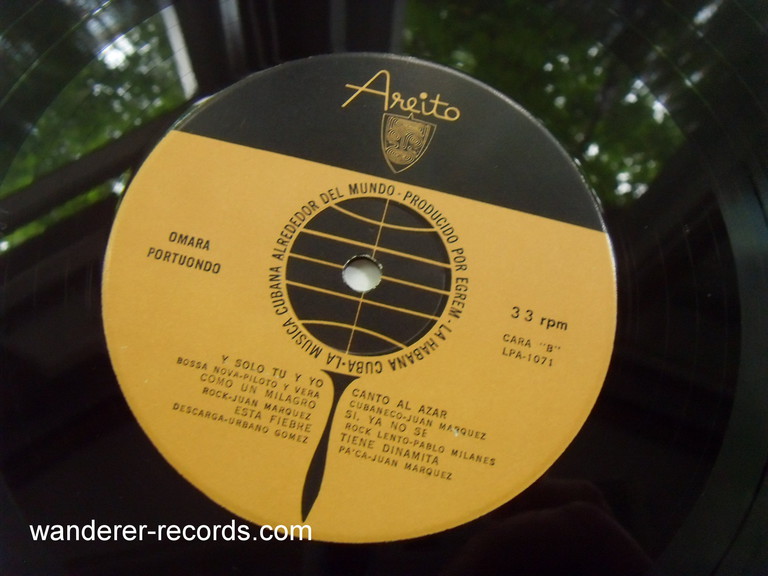 Areito
LA MUSICA CUBANA ALREDEDOR DEL MUNDO - PRODUCIDO POR EGREM - LA HABANA CUBA -
OMARA
PORTUONDO
33 rpm
CARA "B"
LPA-1071
Y SOLO TU Y YO
BOSSA NOVA-PILOTO Y VERA
COMO UN MILAGRO
ROCK-JUAN MARQUEZ
ESTA FIEBRE
DESCARGA-URBANO GOMEZ
CANTO AL AZAR
CUBANECO-JUAN MARQUEZ
SI. YA NO SE
ROCK LENTO-PABLO MILANES
TIENE DINAMITA
PA'CA-JUAN MARQUEZ
wanderer-records.com